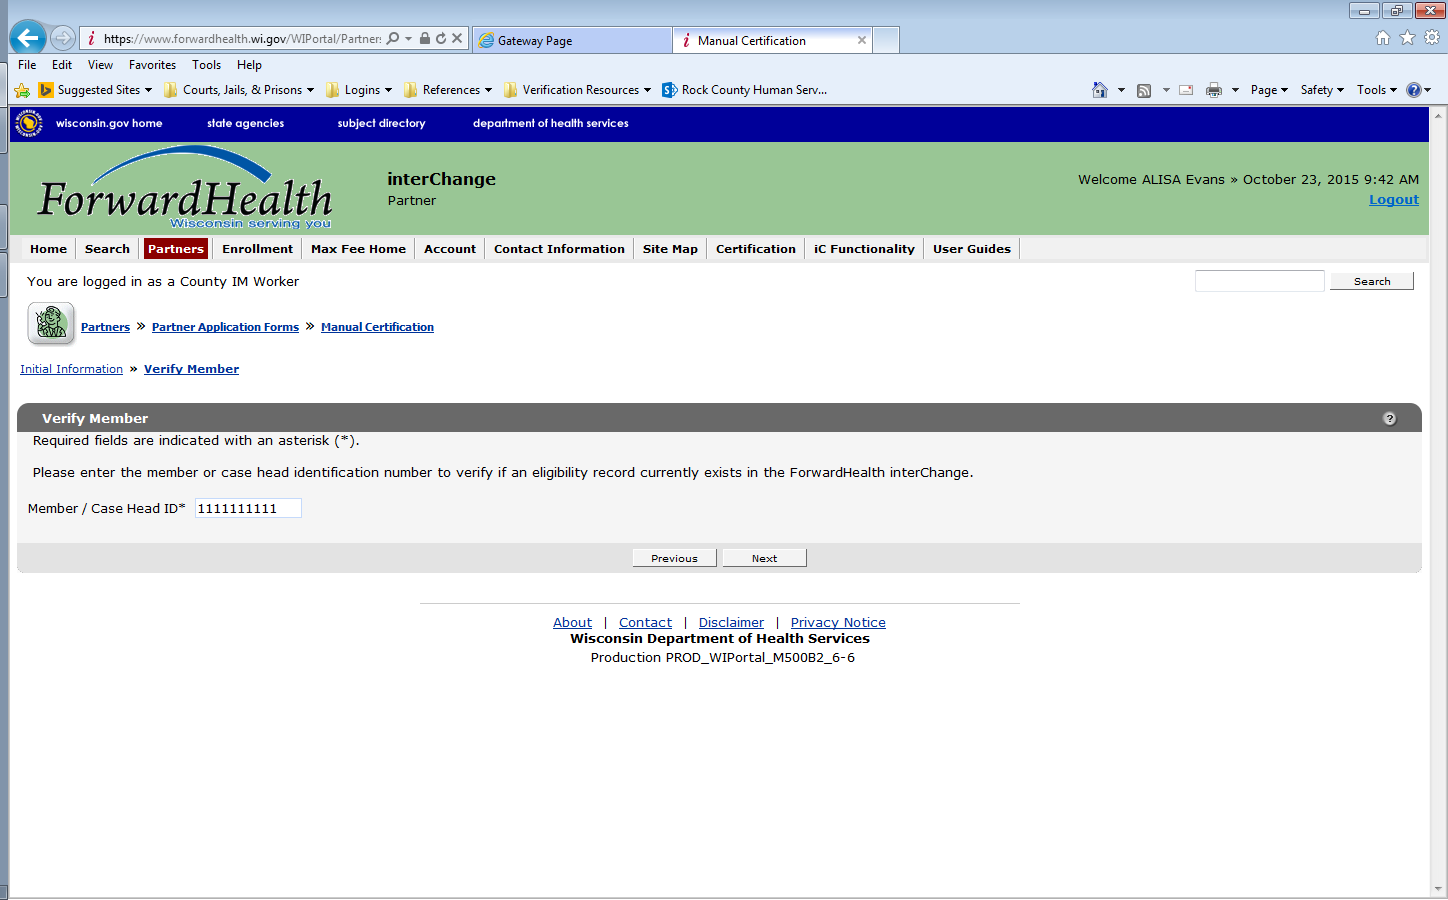 https://www.forwardhealth.wi.gov/WIPortal/Partner: Gateway Page Manual Certification
File Edit View Favorites Tools Help
Suggested Sites Courts, Jails, & Prisons Logins References Verification Resources Rock County Human Serv... Page Safety Tools
wisconsin.gov home state agencies subject directory department of health services
ForwardHealth
Wisconsin serving you
interChange
Partner
Welcome ALISA Evans » October 23, 2015 9:42 AM
Logout
Home Search Partners Enrollment Max Fee Home Account Contact Information Site Map Certification iC Functionality User Guides
You are logged in as a County IM Worker Search
Partners » Partner Application Forms » Manual Certification
Initial Information » Verify Member
Verify Member ?
Required fields are indicated with an asterisk (*).
Please enter the member or case head identification number to verify if an eligibility record currently exists in the ForwardHealth interChange.
Member / Case Head ID* 1111111111
Previous Next
About | Contact | Disclaimer | Privacy Notice
Wisconsin Department of Health Services
Production PROD_WIPortal_M500B2_6-6